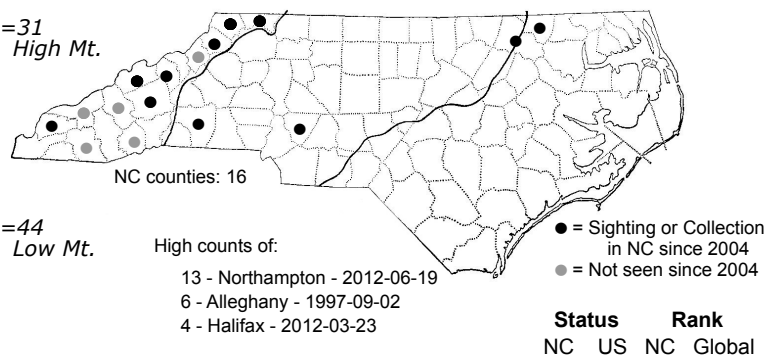 =31
High Mt.
NC counties: 16
=44
Low Mt.
High counts of:
13 - Northampton - 2012-06-19
6 - Alleghany - 1997-09-02
4 - Halifax - 2012-03-23
● = Sighting or Collection
in NC since 2004
● = Not seen since 2004
Status Rank
NC US NC Global